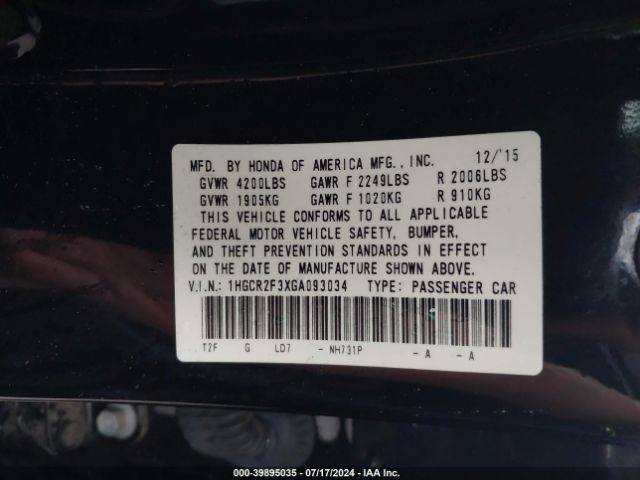 MFD. BY HONDA OF AMERICA MFG., INC. 12/'15
GVWR 4200LBS GAWR F 2249LBS R 2006LBS
GVWR 1905KG GAWR F 1020KG R 910KG
THIS VEHICLE CONFORMS TO ALL APPLICABLE
FEDERAL MOTOR VEHICLE SAFETY, BUMPER,
AND THEFT PREVENTION STANDARDS IN EFFECT
ON THE DATE OF MANUFACTURE SHOWN ABOVE.
V.I.N.: 1HGCR2F3XGA093034 TYPE: PASSENGER CAR
T2F G LD7 - NH731P - A - A
000-39895035 - 07/17/2024 - IAA Inc.